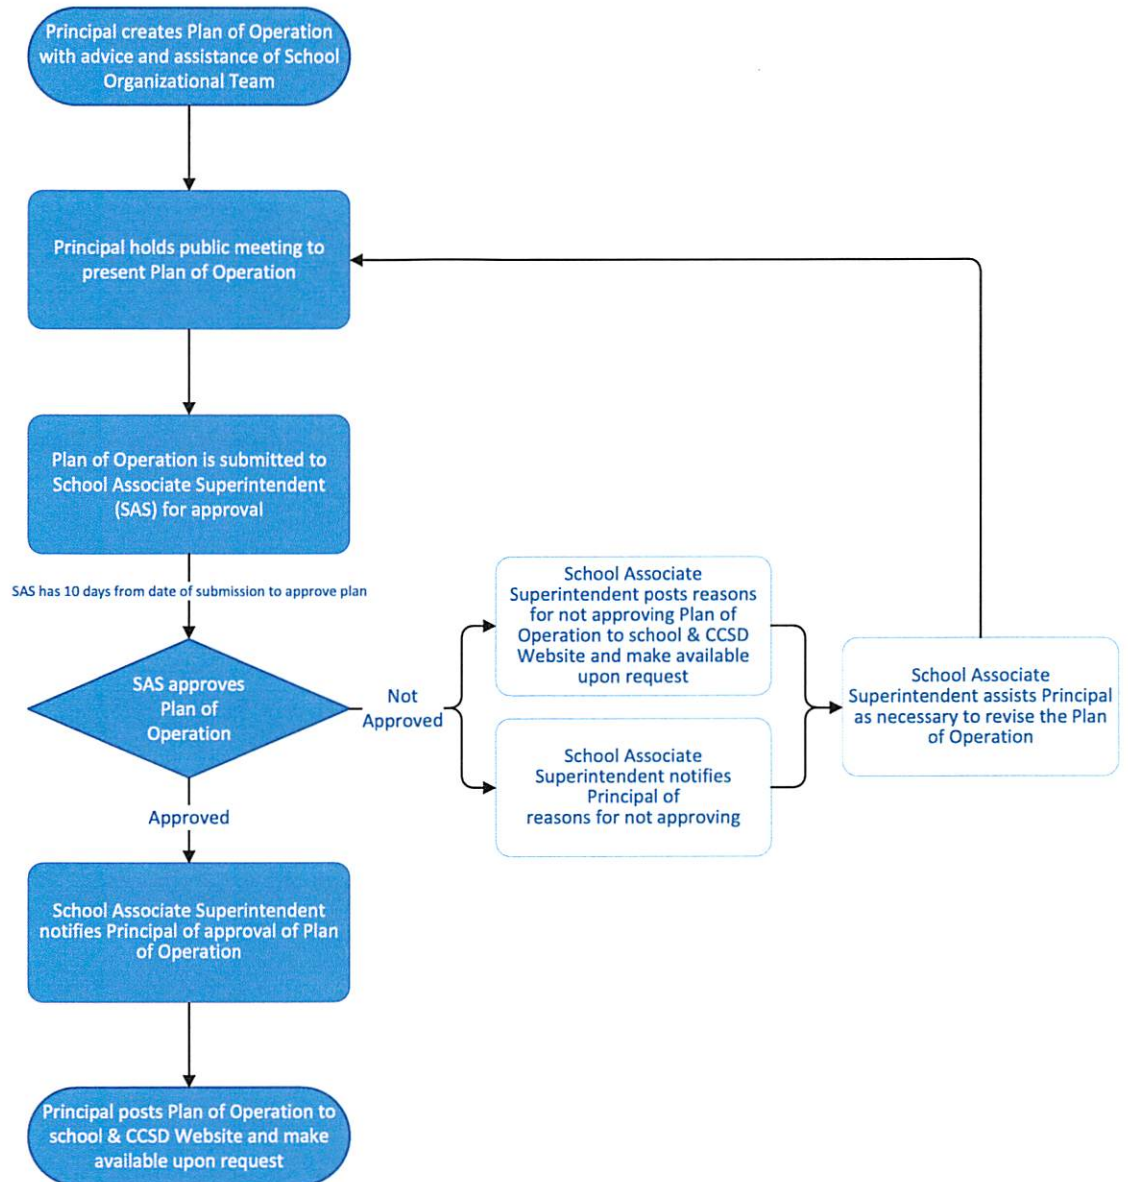 Principal creates Plan of Operation
with advice and assistance of School
Organizational Team
Principal holds public meeting to
present Plan of Operation
Plan of Operation is submitted to
School Associate Superintendent
(SAS) for approval
SAS has 10 days from date of submission to approve plan
SAS approves
Plan of
Operation
Not
Approved
School Associate
Superintendent posts reasons
for not approving Plan of
Operation to school & CCSD
Website and make available
upon request
School Associate
Superintendent notifies
Principal of
reasons for not approving
School Associate
Superintendent assists Principal
as necessary to revise the Plan
of Operation
Approved
School Associate Superintendent
notifies Principal of approval of Plan
of Operation
Principal posts Plan of Operation to
school & CCSD Website and make
available upon request